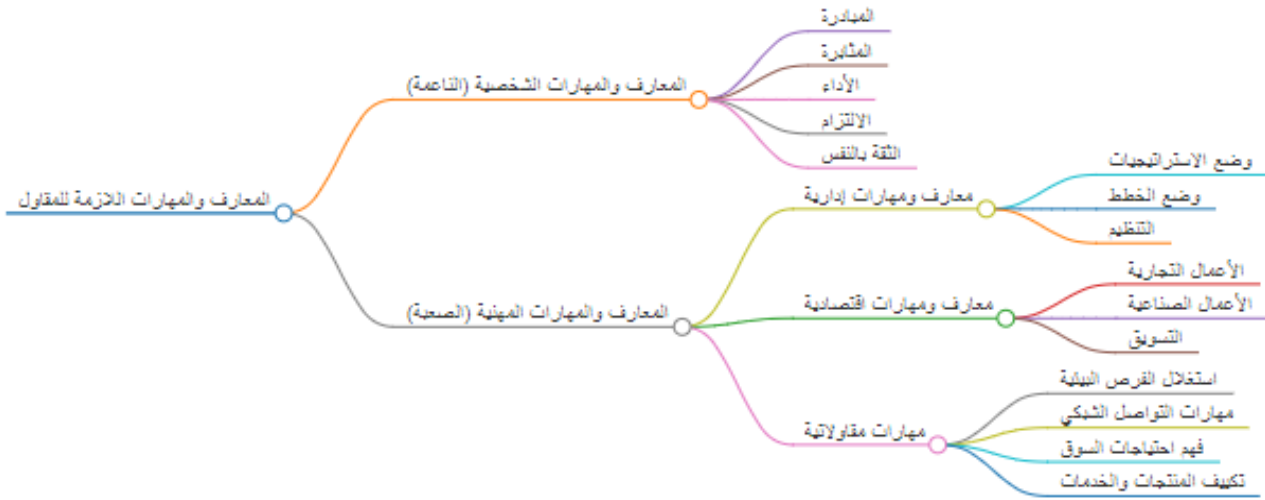 المعارف والمهارات اللازمة للمقاول
المعارف والمهارات الشخصية (الناعمة)
المبادرة
المثابرة
الأداء
الالتزام
الثقة بالنفس
المعارف والمهارات المهنية (الصعبة)
معارف ومهارات إدارية
وضع الاستراتيجيات
وضع الخطط
التنظيم
معارف ومهارات اقتصادية
الأعمال التجارية
الأعمال الصناعية
التسويق
مهارات مقاولاتية
استغلال الفرص البيئية
مهارات التواصل الشبكي
فهم احتياجات السوق
تكييف المنتجات والخدمات